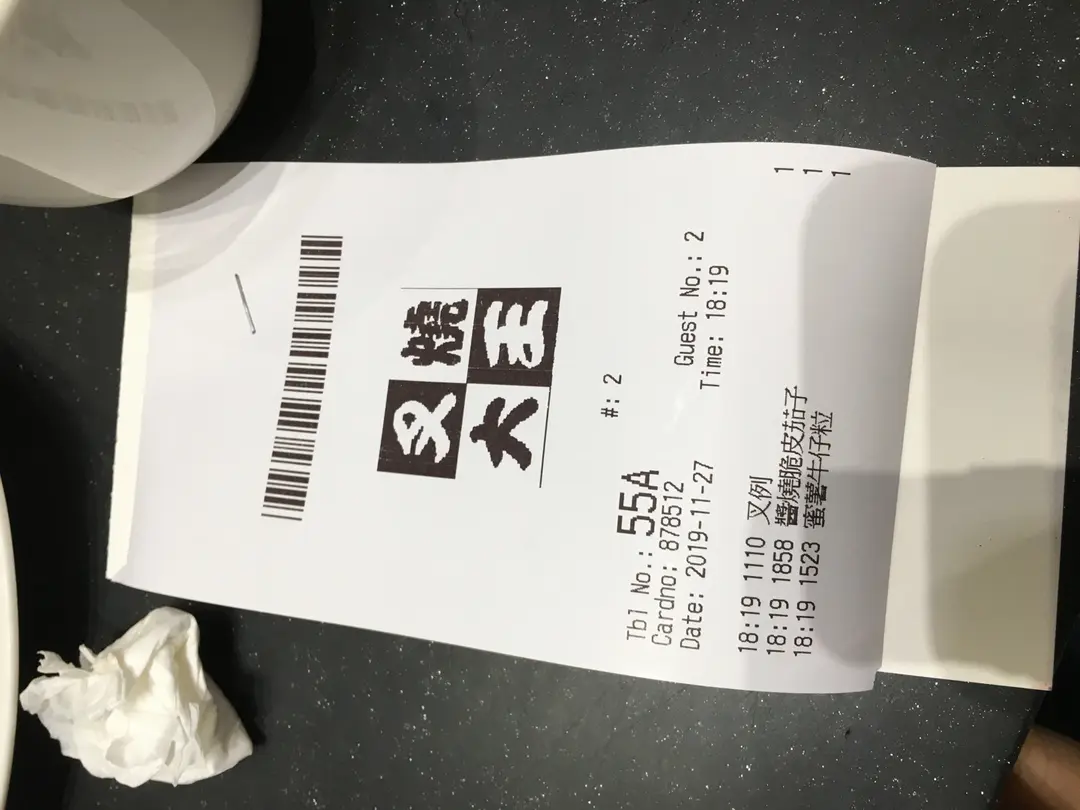 叉燒
大王
#: 2
Tbl No.: 55A
Cardno: 878512 Guest No.: 2
Date: 2019-11-27 Time: 18:19
18:19 1110 叉例 1
18:19 1858 醬燒脆皮茄子 1
18:19 1523 蜜薯牛仔粒 1